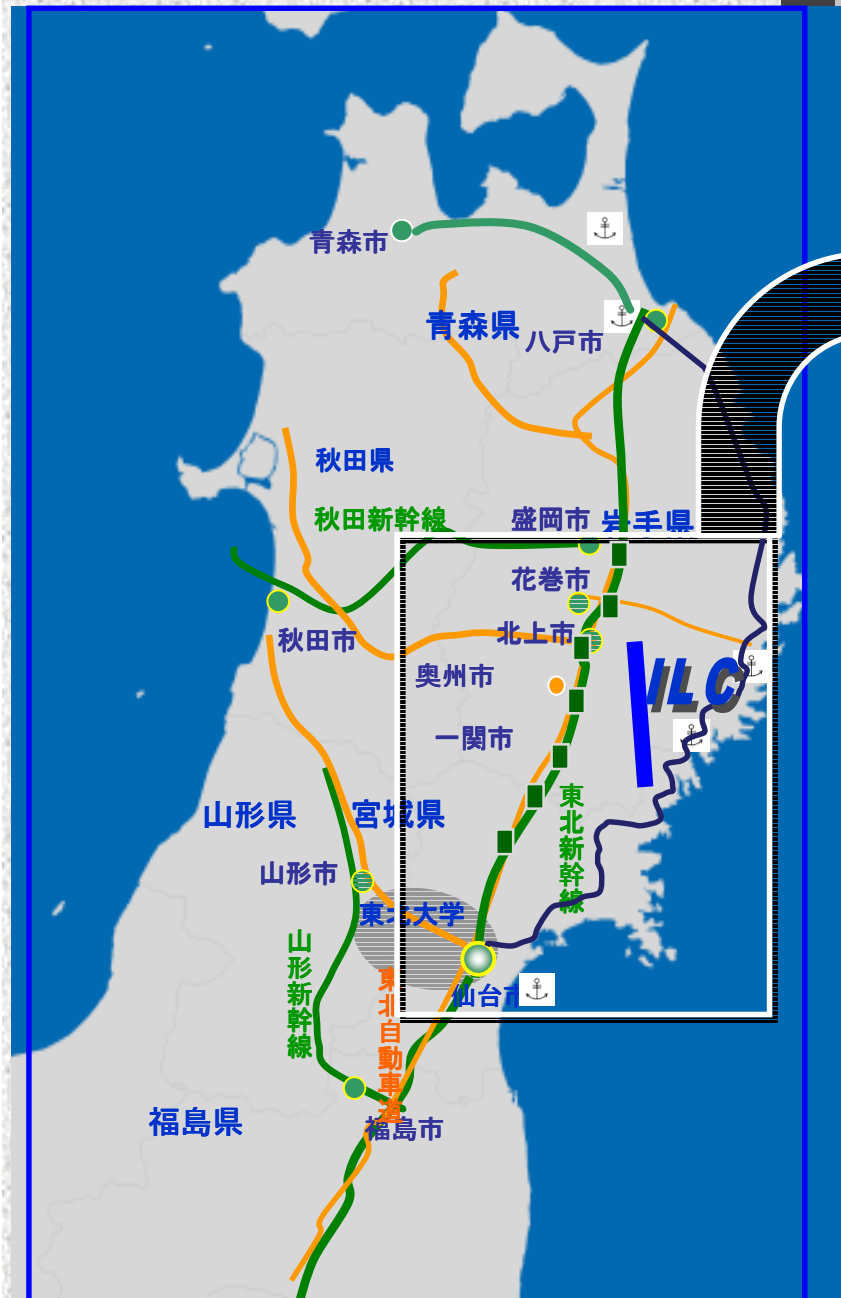 青森市
青森県
八戸市
秋田県
秋田新幹線
盛岡市
岩手県
花巻市
北上市
秋田市
奥州市
ILC
一関市
東北新幹線
山形県
宮城県
山形市
東北大学
山形新幹線
東北自動車道
仙台市
福島県
福島市